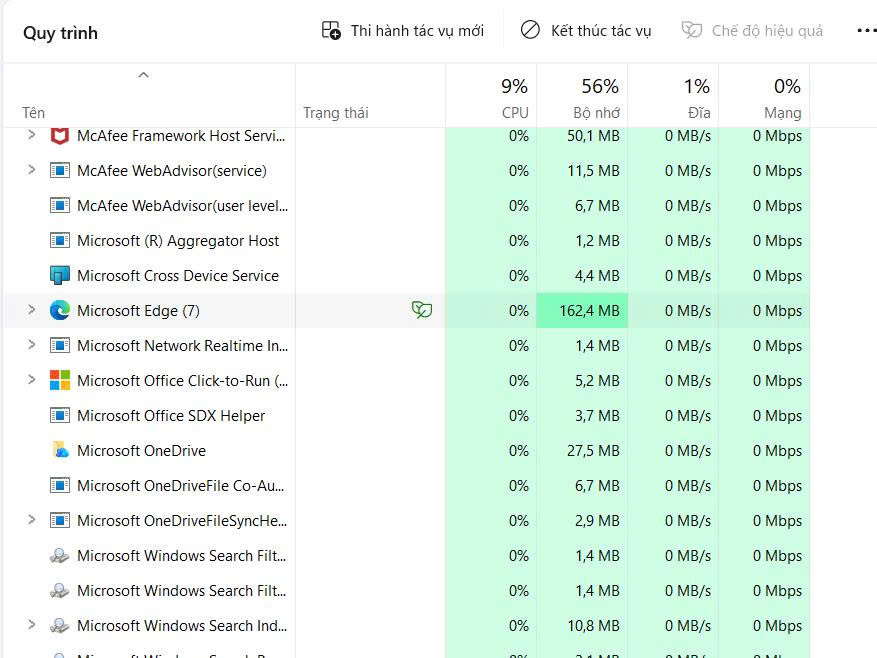 Quy trình
Thi hành tác vụ mới
Kết thúc tác vụ
Chế độ hiệu quả
9% 56% 1% 0%
Tên Trạng thái CPU Bộ nhớ Đĩa Mạng
McAfee Framework Host Servi... 0% 50,1 MB 0 MB/s 0 Mbps
McAfee WebAdvisor(service) 0% 11,5 MB 0 MB/s 0 Mbps
McAfee WebAdvisor(user level... 0% 6,7 MB 0 MB/s 0 Mbps
Microsoft (R) Aggregator Host 0% 1,2 MB 0 MB/s 0 Mbps
Microsoft Cross Device Service 0% 4,4 MB 0 MB/s 0 Mbps
Microsoft Edge (7) 0% 162,4 MB 0 MB/s 0 Mbps
Microsoft Network Realtime In... 0% 1,4 MB 0 MB/s 0 Mbps
Microsoft Office Click-to-Run (... 0% 5,2 MB 0 MB/s 0 Mbps
Microsoft Office SDX Helper 0% 3,7 MB 0 MB/s 0 Mbps
Microsoft OneDrive 0% 27,5 MB 0 MB/s 0 Mbps
Microsoft OneDriveFile Co-Au... 0% 6,7 MB 0 MB/s 0 Mbps
Microsoft OneDriveFileSyncHe... 0% 2,9 MB 0 MB/s 0 Mbps
Microsoft Windows Search Filt... 0% 1,4 MB 0 MB/s 0 Mbps
Microsoft Windows Search Filt... 0% 1,4 MB 0 MB/s 0 Mbps
Microsoft Windows Search Ind... 0% 10,8 MB 0 MB/s 0 Mbps